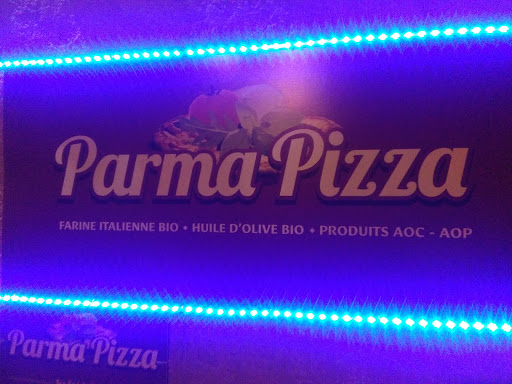 Parma Pizza
FARINE ITALIENNE BIO • HUILE D'OLIVE BIO • PRODUITS AOC - AOP
Parma Pizza